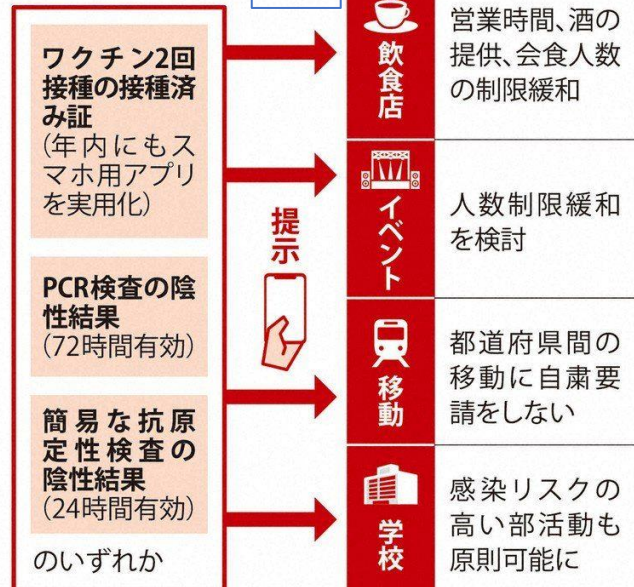 ワクチン2回
接種の接種済
み証
(年内にもス
マホ用アプリ
を実用化)
PCR検査の陰
性結果
(72時間有効)
簡易な抗原
定性検査の
陰性結果
(24時間有効)
のいずれか
提示
飲食店
営業時間、酒の
提供、会食人数
の制限緩和
イベント
人数制限緩和
を検討
移動
都道府県間の
移動に自粛要
請をしない
学校
感染リスクの
高い部活動も
原則可能に